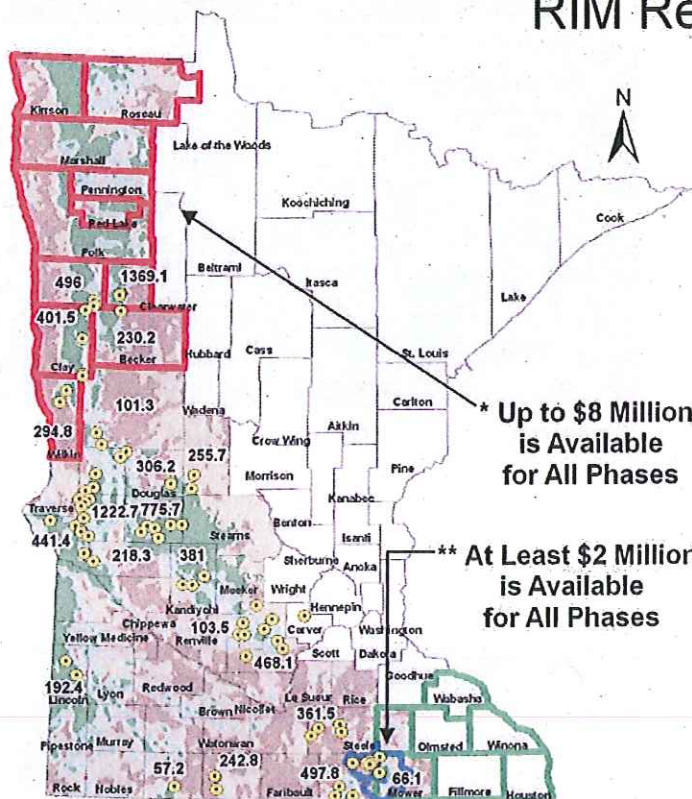 RIM Re
N
Kittson
Roseau
Lake of the Woods
Marshall
Koochiching
Pennington
Cook
Red Lake
Polk
Beltrami
496
1369.1
Itasca
Clearwater
Lake
401.5
230.2
Becker
Hubbard
Cass
St. Louis
Clay
101.3
Wadena
Carlton
* Up to $8 Million
is Available
for All Phases
Aitkin
294.8
Wilkin
Crow Wing
Pine
306.2
255.7
Morrison
Douglas
Kanabec
Traverse
1222.7
775.7
Benton
Isanti
441.4
Stearns
218.3
381
Sherburne
Anoka
** At Least $2 Million
is Available
for All Phases
Meeker
Wright
Kandiyohi
Hennepin
Chippewa
103.5
Carver
Washington
Yellow Medicine
Renville
Scott
Dakota
468.1
Goodhue
192.4
Lincoln
Lyon
Redwood
Le Sueur
Rice
Wabasha
Brown
Nicollet
361.5
Pipestone
Murray
Watonwan
Steele
Olmsted
Winona
57.2
242.8
497.8
66.1
Rock
Nobles
Faribault
Mower
Fillmore
Houston